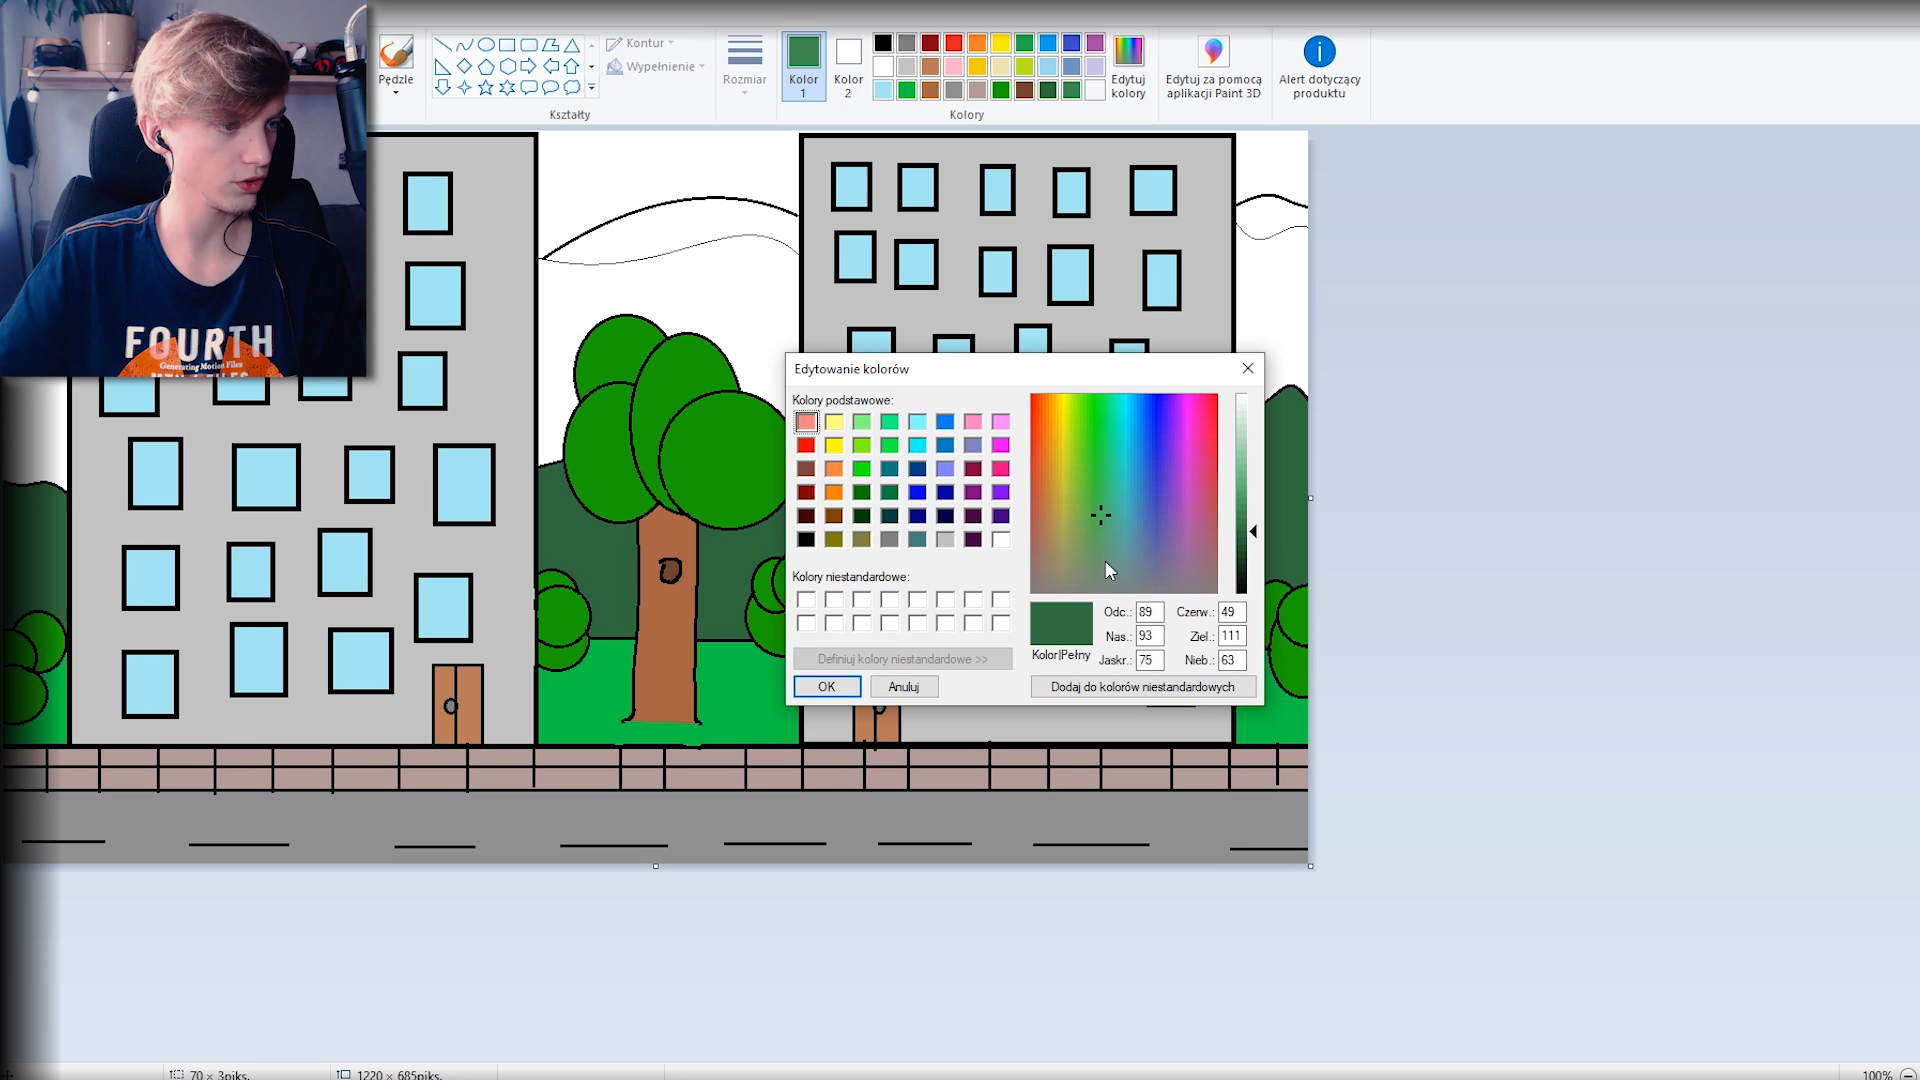 FOURTH
Generating Motion Files
Pędzle
Kontur
Wypełnienie
Kształty
Rozmiar
Kolor
1
Kolor
2
Edytuj
kolory
Kolory
Edytuj za pomocą
aplikacji Paint 3D
Alert dotyczący
produktu
Edytowanie kolorów
Kolory podstawowe:
Kolory niestandardowe:
Definiuj kolory niestandardowe >>
OK
Anuluj
Kolor|Pełny
Odc.: 89
Czerw.: 49
Nas.: 93
Ziel.: 111
Jaskr.: 75
Nieb.: 63
Dodaj do kolorów niestandardowych
70 × 3piks.
1220 × 685piks.
100%